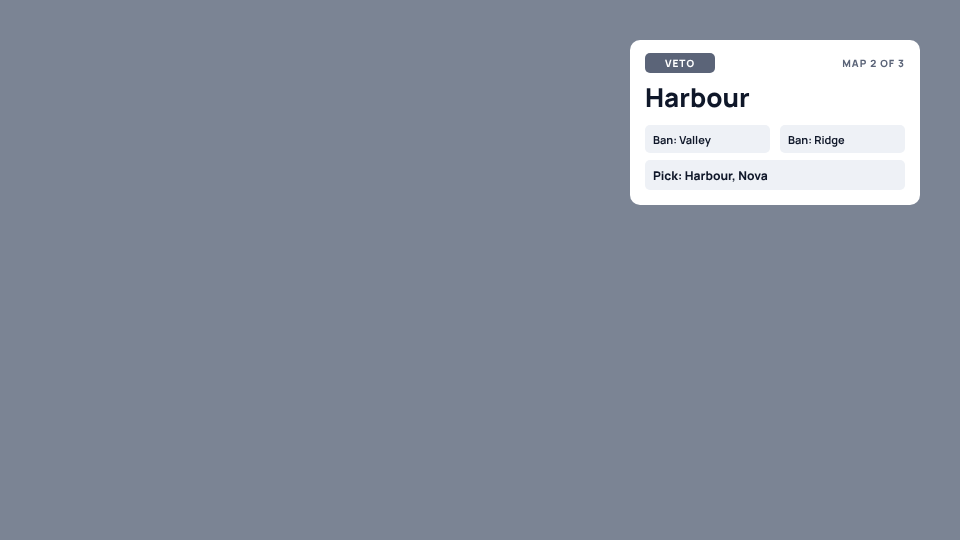 VETO
MAP 2 OF 3
Harbour
Ban: Valley
Ban: Ridge
Pick: Harbour, Nova